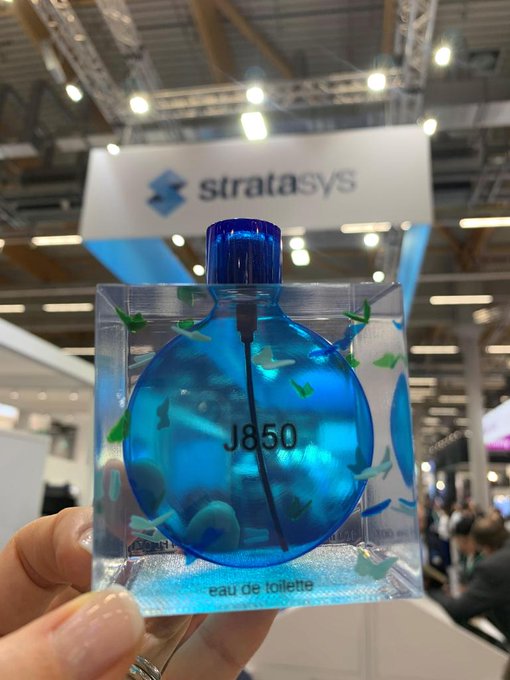 stratasys
J850
eau de toilette